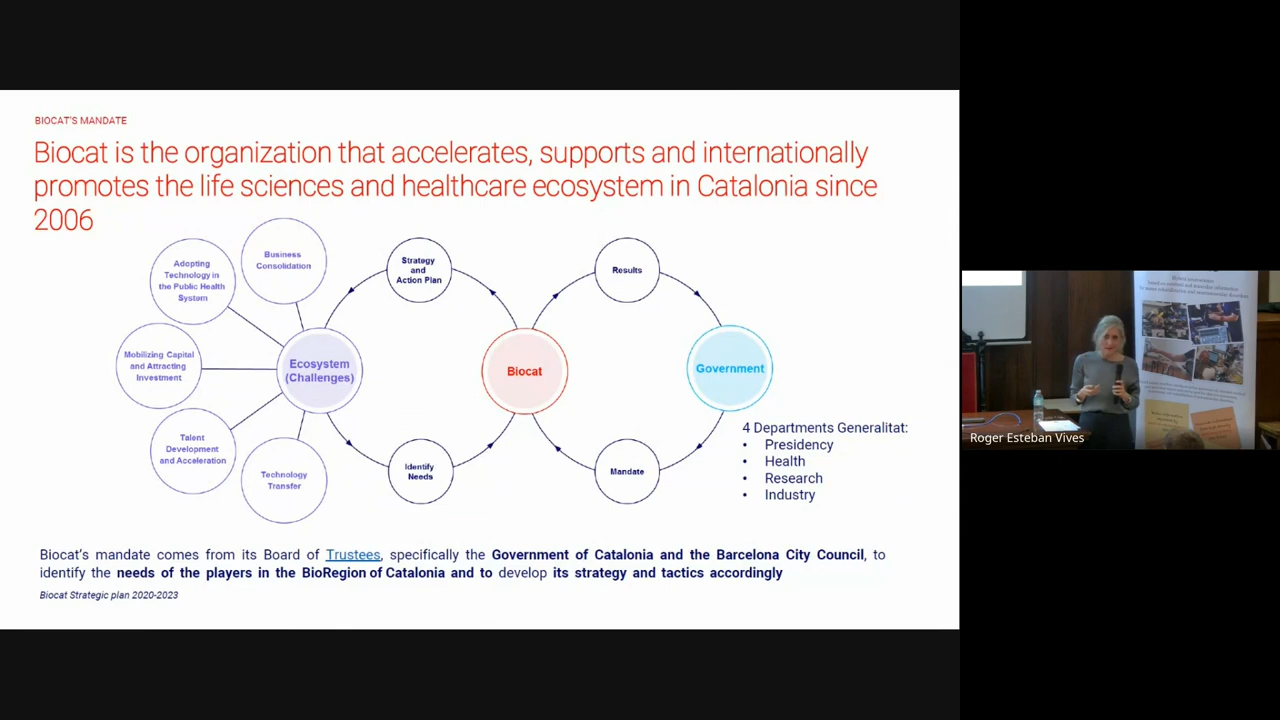 BIOCAT'S MANDATE
Biocat is the organization that accelerates, supports and internationally
promotes the life sciences and healthcare ecosystem in Catalonia since
2006
Business
Consolidation
Adopting
Technology in
the Public Health
System
Mobilizing Capital
and Attracting
Investment
Talent
Development
and Acceleration
Technology
Transfer
Ecosystem
(Challenges)
Strategy
and
Action Plan
Identify
Needs
Biocat
Results
Mandate
Government
4 Departments Generalitat:
• Presidency
• Health
• Research
• Industry
Biocat's mandate comes from its Board of Trustees, specifically the Government of Catalonia and the Barcelona City Council, to
identify the needs of the players in the BioRegion of Catalonia and to develop its strategy and tactics accordingly
Biocat Strategic plan 2020-2023
Roger Esteban Vives